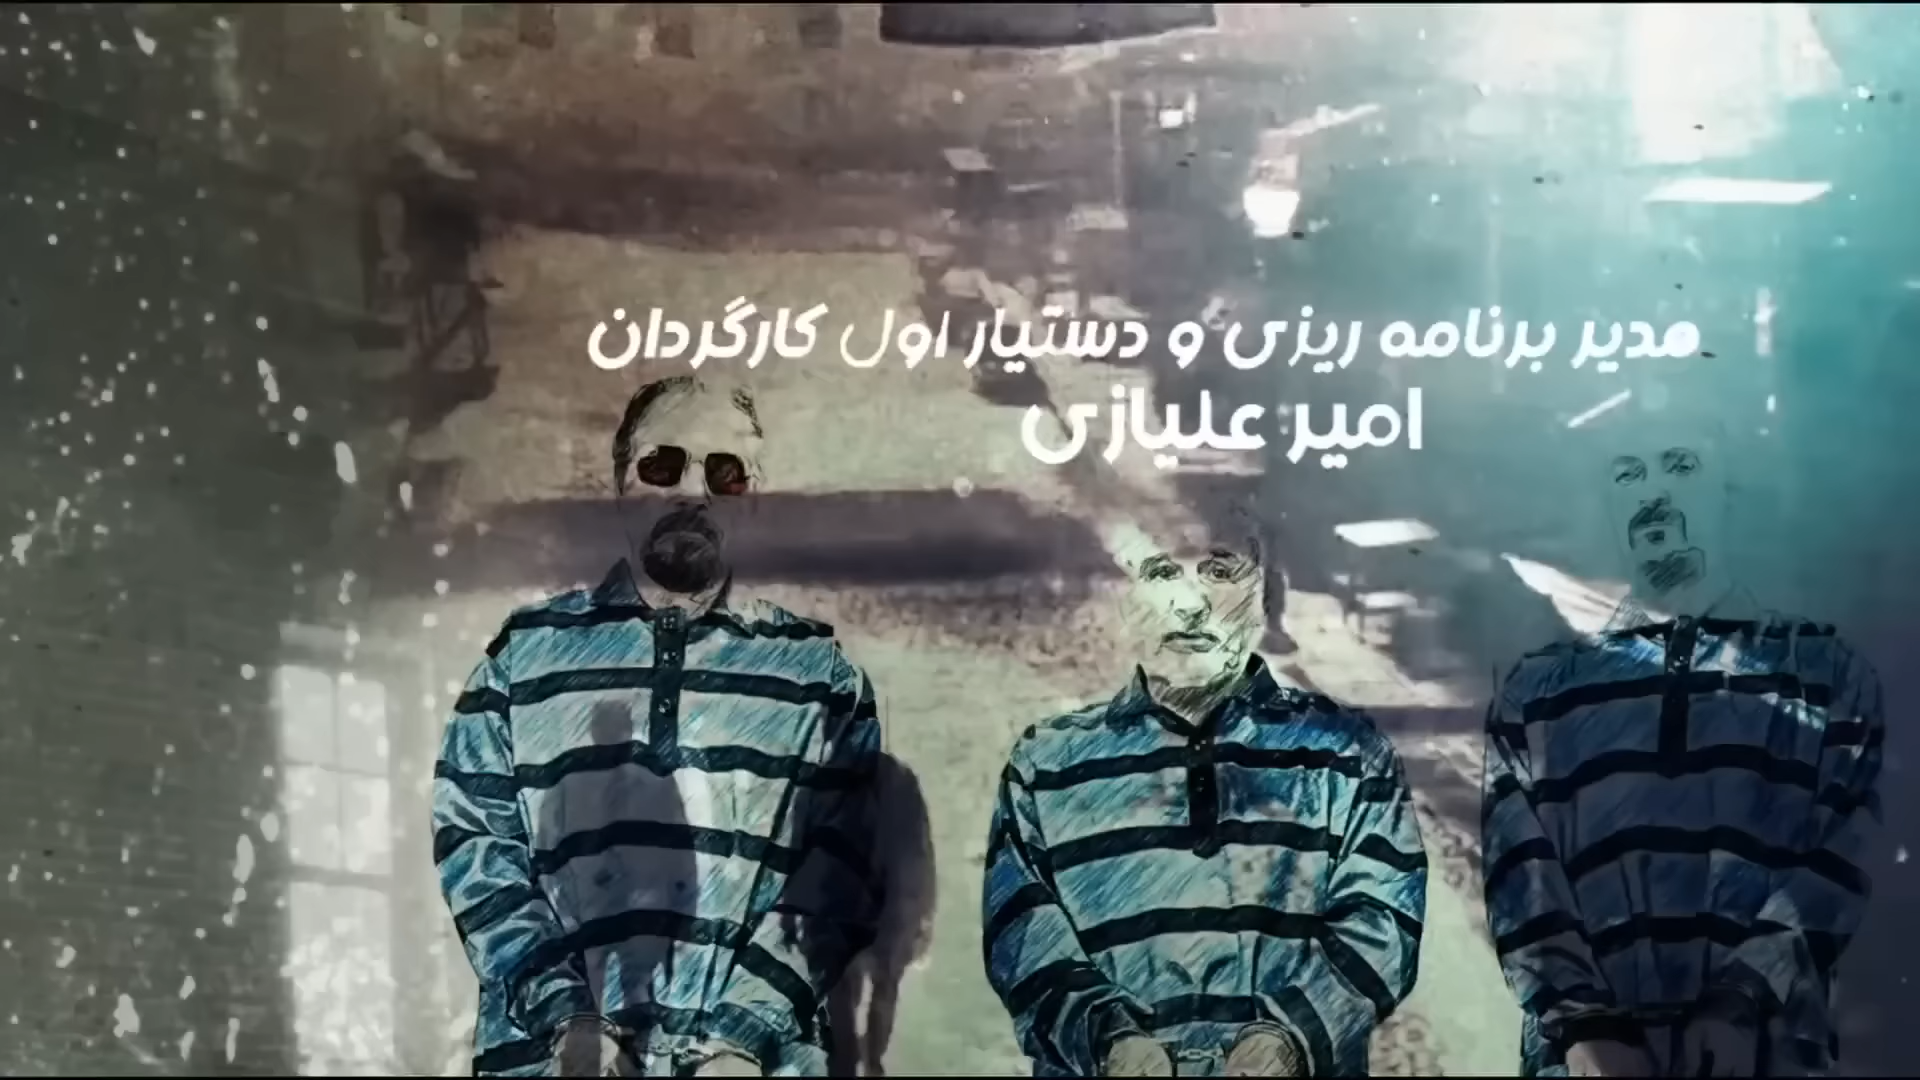 مدیر برنامه ریزی و دستیار اول کارگردان
امیر علیازی